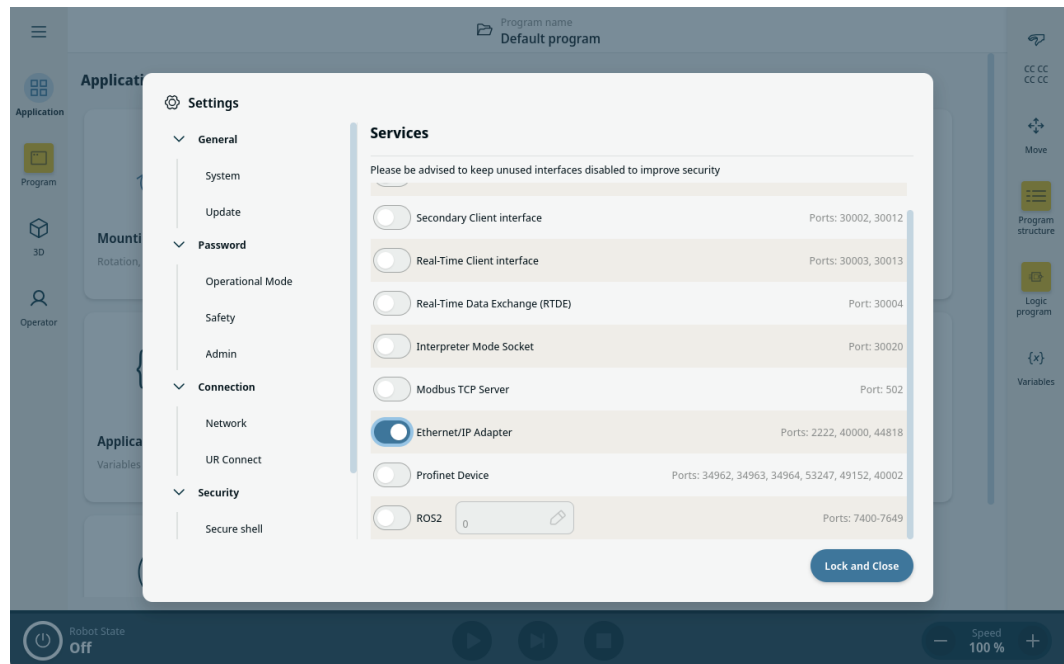 Program name
Default program
Application
Program
3D
Operator
Applicati
Mounti
Rotation,
Applica
Variables
Settings
General
System
Update
Password
Operational Mode
Safety
Admin
Connection
Network
UR Connect
Security
Secure shell
Services
Please be advised to keep unused interfaces disabled to improve security
Secondary Client interface Ports: 30002, 30012
Real-Time Client interface Ports: 30003, 30013
Real-Time Data Exchange (RTDE) Port: 30004
Interpreter Mode Socket Port: 30020
Modbus TCP Server Port: 502
Ethernet/IP Adapter Ports: 2222, 40000, 44818
Profinet Device Ports: 34962, 34963, 34964, 53247, 49152, 40002
ROS2 0 Ports: 7400-7649
Lock and Close
CC CC
CC CC
Move
Program
structure
Logic
program
{x}
Variables
Robot State
Off
Speed
100 %